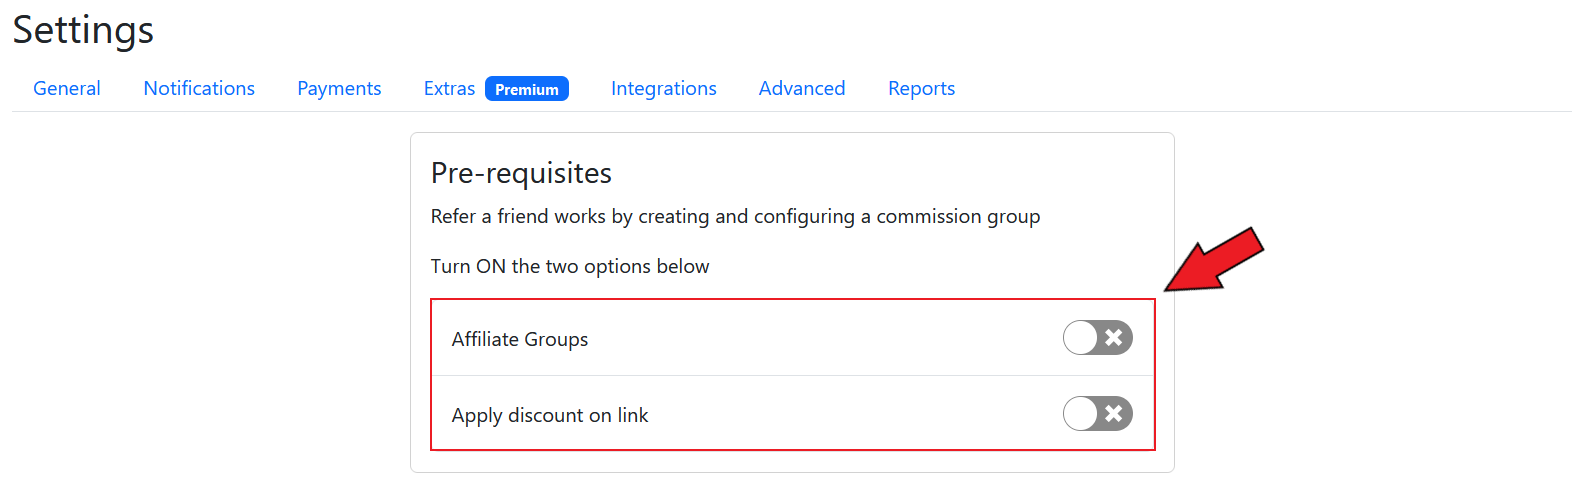 Settings
General Notifications Payments Extras Premium Integrations Advanced Reports
Pre-requisites
Refer a friend works by creating and configuring a commission group
Turn ON the two options below
Affiliate Groups
Apply discount on link